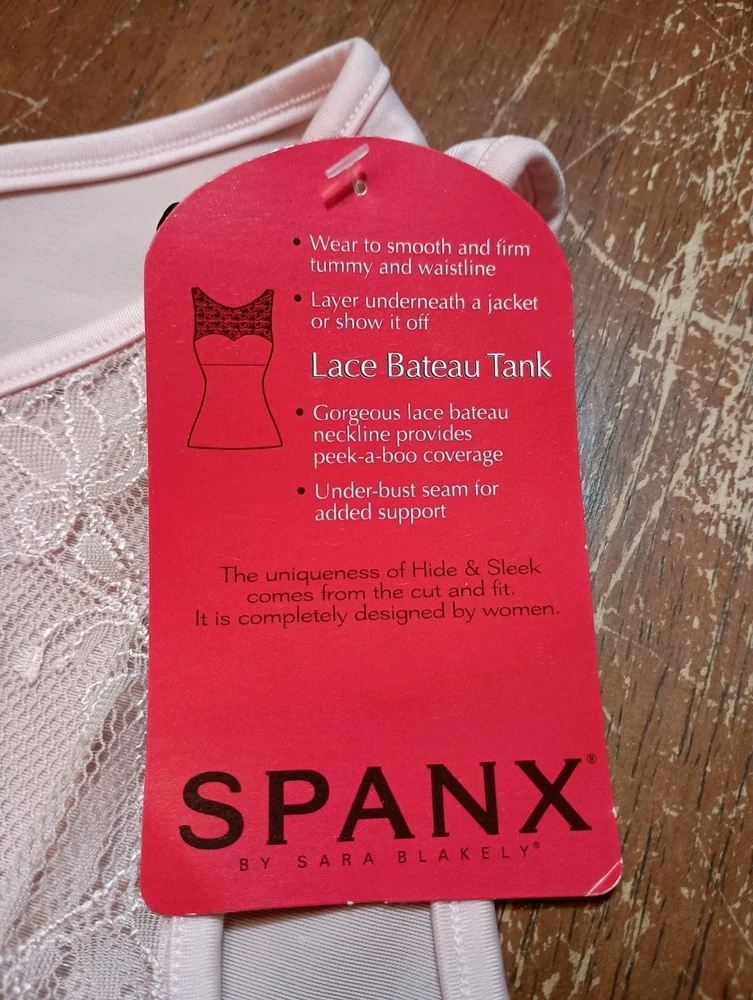 • Wear to smooth and firm
tummy and waistline
• Layer underneath a jacket
or show it off
Lace Bateau Tank
• Gorgeous lace bateau
neckline provides
peek-a-boo coverage
• Under-bust seam for
added support
The uniqueness of Hide & Sleek
comes from the cut and fit.
It is completely designed by women.
SPANX®
BY SARA BLAKELY®